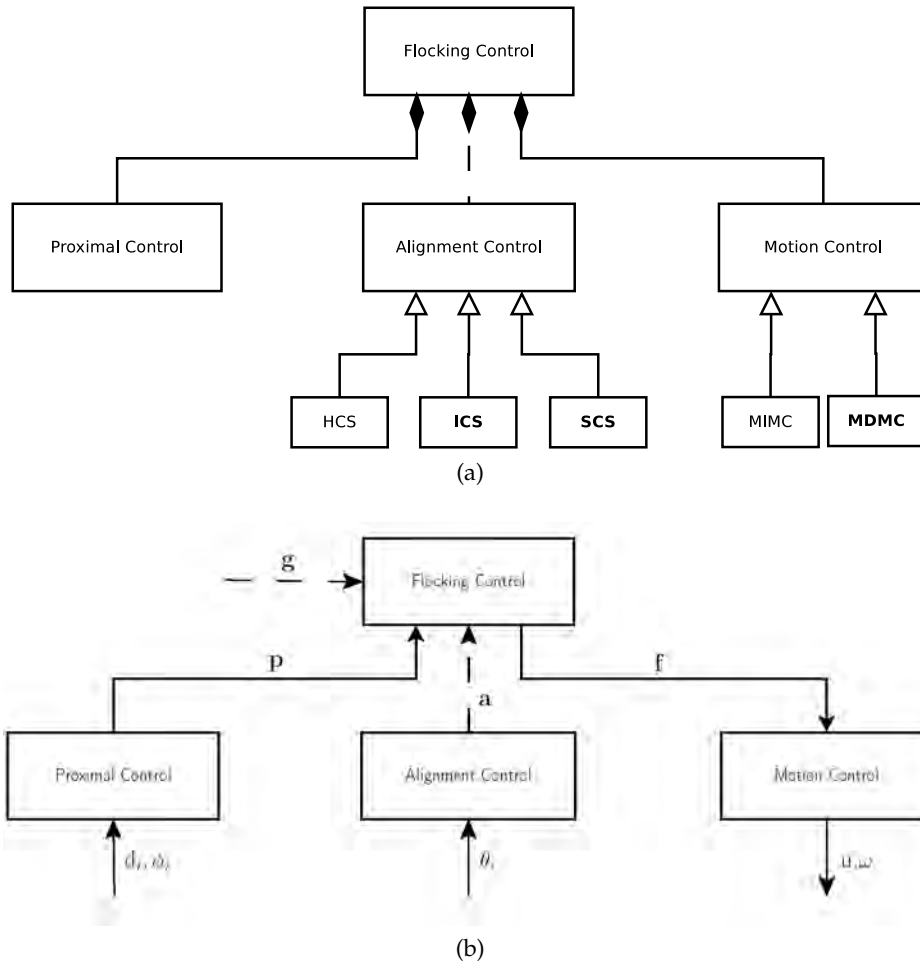 Flocking Control
Proximal Control
Alignment Control
Motion Control
HCS
ICS
SCS
MIMC
MDMC
(a)
g
Flocking Control
p
f
a
Proximal Control
Alignment Control
Motion Control
u,ω
(b)